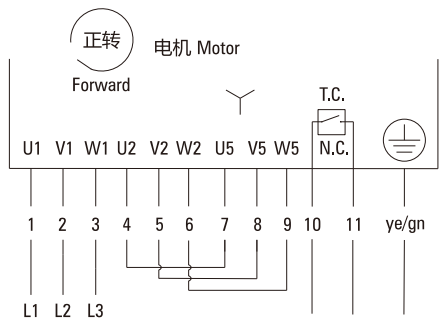 正转
电机 Motor
Forward
T.C.
U1 V1 W1 U2 V2 W2 U5 V5 W5 N.C.
1 2 3 4 5 6 7 8 9 10 11 ye/gn
L1 L2 L3